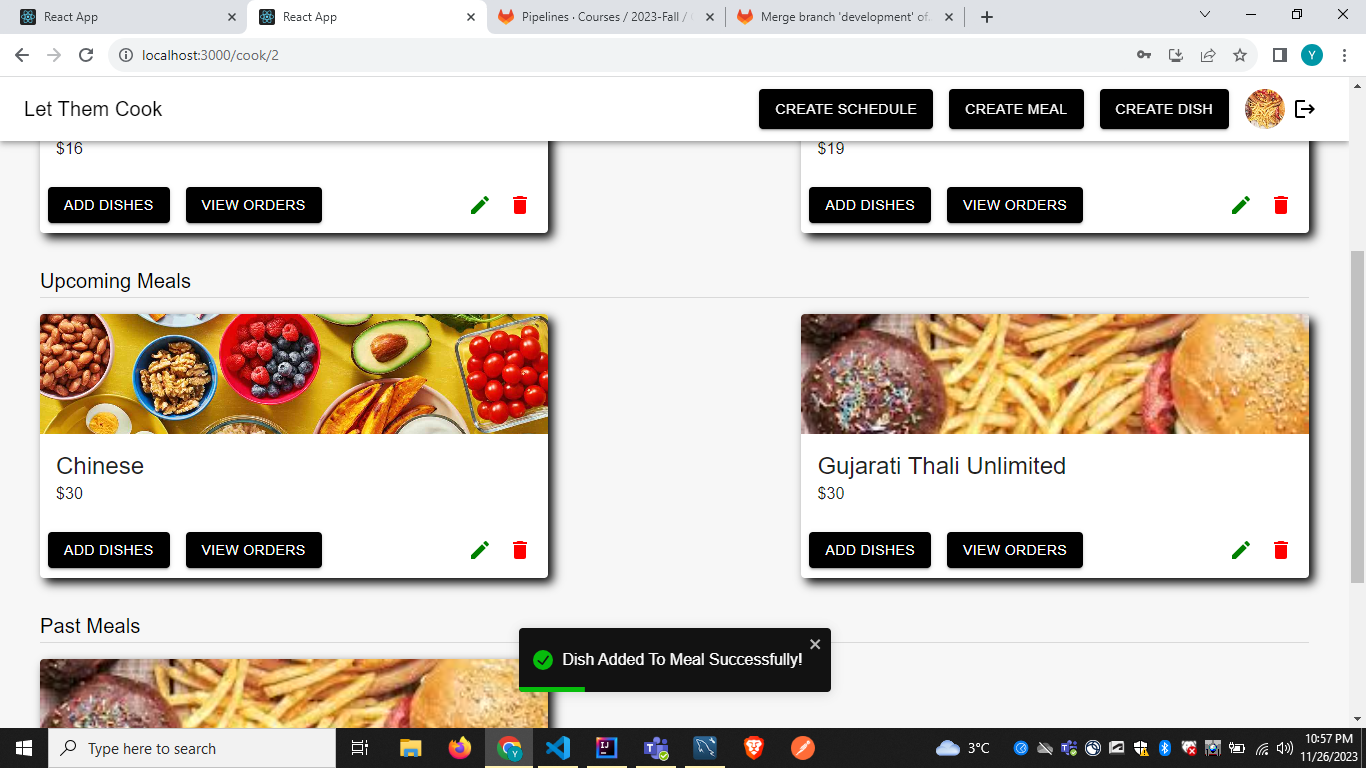 React App
React App
Pipelines · Courses / 2023-Fall /
Merge branch 'development' of
localhost:3000/cook/2
Y
Let Them Cook
CREATE SCHEDULE
CREATE MEAL
CREATE DISH
$16
$19
ADD DISHES
VIEW ORDERS
ADD DISHES
VIEW ORDERS
Upcoming Meals
Chinese
Gujarati Thali Unlimited
$30
$30
ADD DISHES
VIEW ORDERS
ADD DISHES
VIEW ORDERS
Past Meals
Dish Added To Meal Successfully!
Type here to search
3°C
10:57 PM
11/26/2023